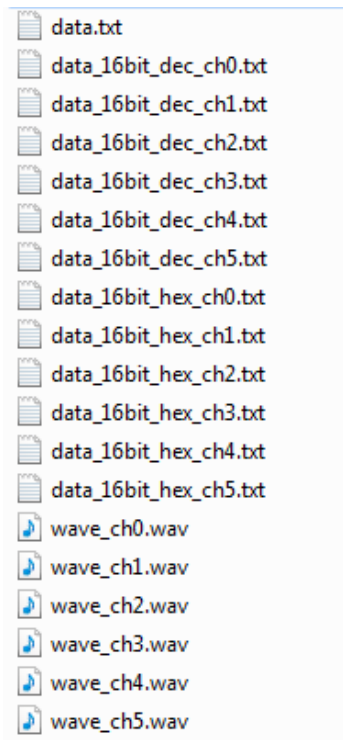 data.txt
data_16bit_dec_ch0.txt
data_16bit_dec_ch1.txt
data_16bit_dec_ch2.txt
data_16bit_dec_ch3.txt
data_16bit_dec_ch4.txt
data_16bit_dec_ch5.txt
data_16bit_hex_ch0.txt
data_16bit_hex_ch1.txt
data_16bit_hex_ch2.txt
data_16bit_hex_ch3.txt
data_16bit_hex_ch4.txt
data_16bit_hex_ch5.txt
wave_ch0.wav
wave_ch1.wav
wave_ch2.wav
wave_ch3.wav
wave_ch4.wav
wave_ch5.wav